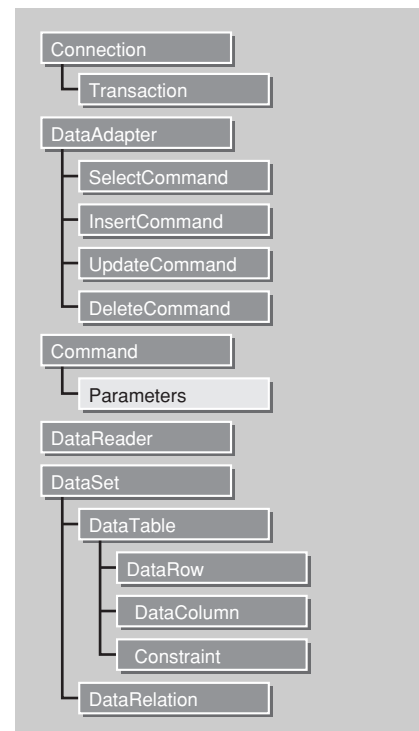 Connection
Transaction
DataAdapter
SelectCommand
InsertCommand
UpdateCommand
DeleteCommand
Command
Parameters
DataReader
DataSet
DataTable
DataRow
DataColumn
Constraint
DataRelation